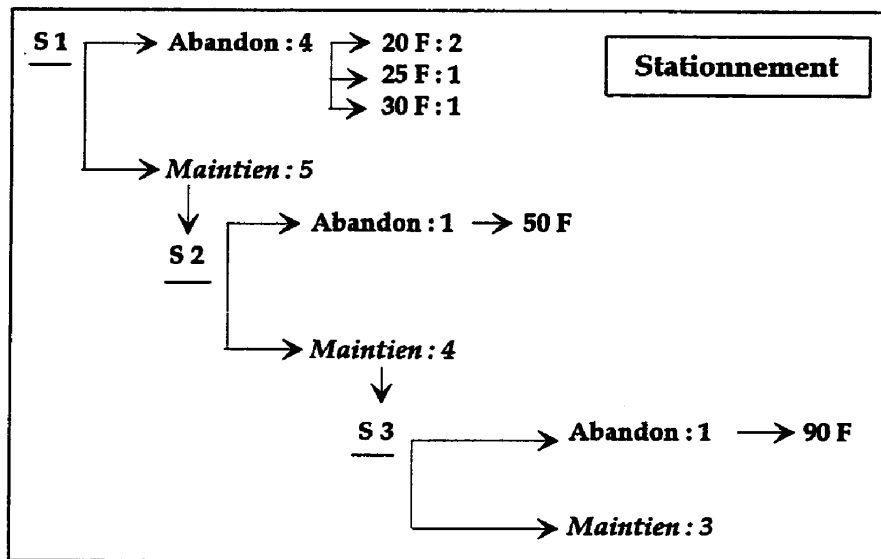 S 1
Abandon : 4
20 F : 2
25 F : 1
30 F : 1
Stationnement
Maintien : 5
S 2
Abandon : 1
50 F
Maintien : 4
S 3
Abandon : 1
90 F
Maintien : 3